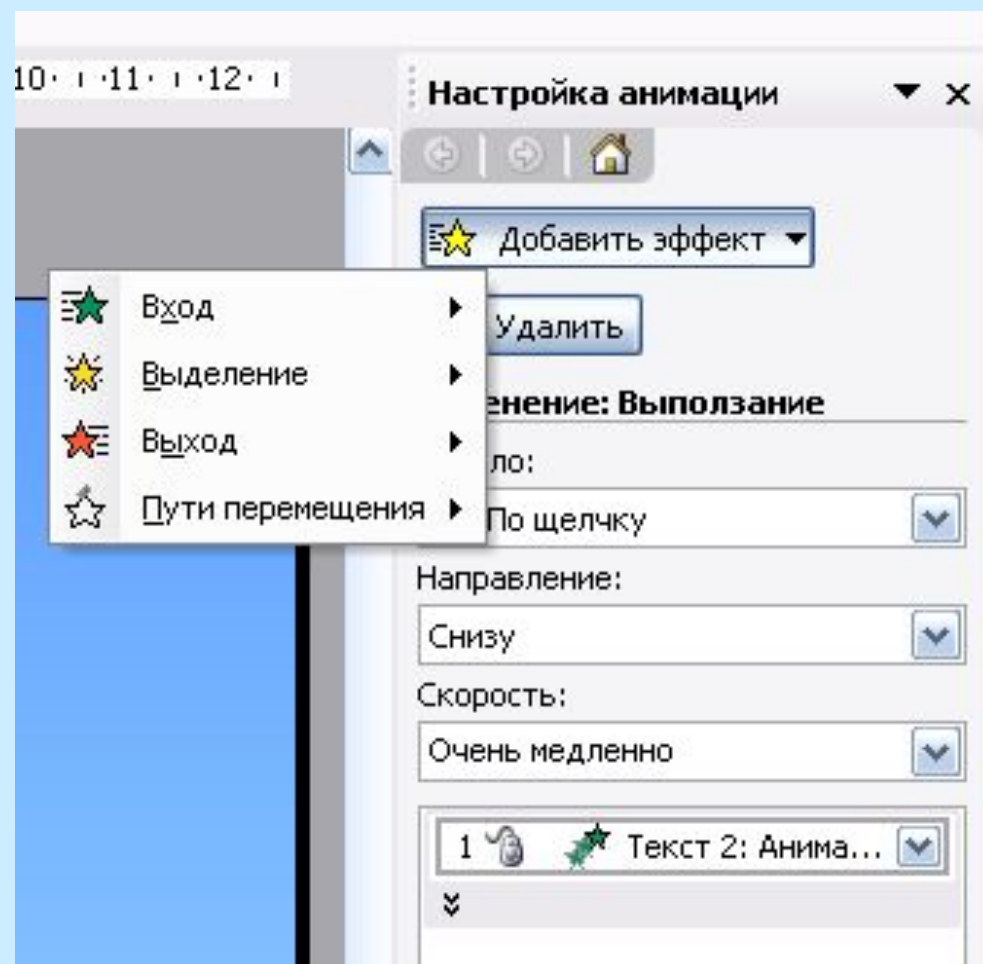 10 · 11 · 12
Настройка анимации
Добавить эффект
Вход
Выделение
Выход
Пути перемещения
Удалить
енение: Выползание
ло:
По щелчку
Направление:
Снизу
Скорость:
Очень медленно
1 Текст 2: Анима...